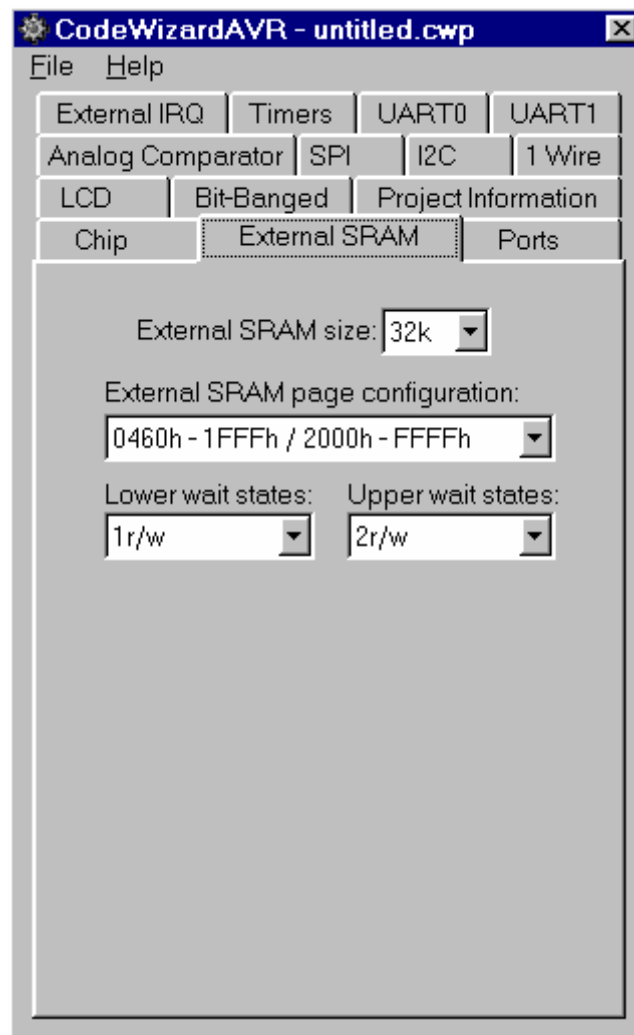 CodeWizardAVR - untitled.cwp
File Help
External IRQ Timers UART0 UART1
Analog Comparator SPI I2C 1 Wire
LCD Bit-Banged Project Information
Chip External SRAM Ports
External SRAM size: 32k
External SRAM page configuration:
0460h - 1FFFh / 2000h - FFFFh
Lower wait states: Upper wait states:
1r/w 2r/w